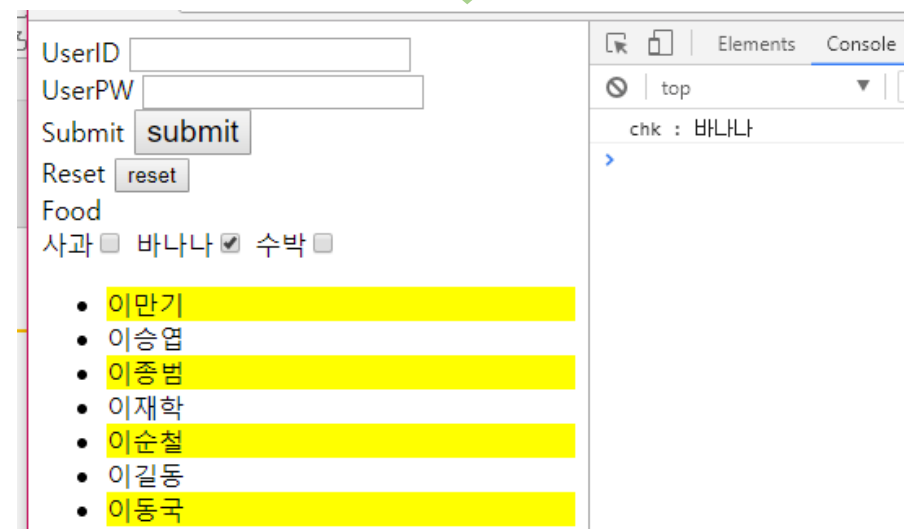 UserID
UserPW
Submit submit
Reset reset
Food
사과 바나나 수박
이만기
이승엽
이종범
이재학
이순철
이길동
이동국
Elements Console
top
chk : 바나나